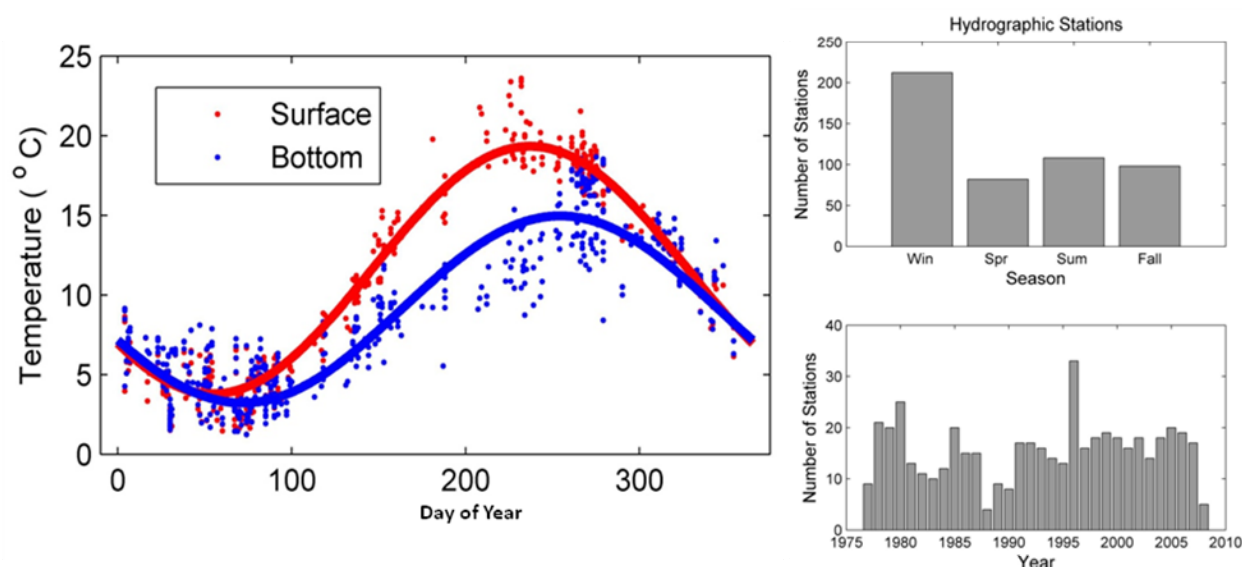 25
20
15
10
5
0
Temperature ( °C)
Surface
Bottom
0 100 200 300
Day of Year
Hydrographic Stations
250
200
150
100
50
0
Number of Stations
Win Spr Sum Fall
Season
40
30
20
10
0
Number of Stations
1975 1980 1985 1990 1995 2000 2005 2010
Year